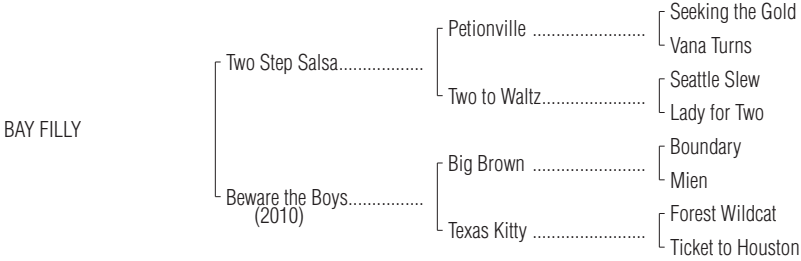 Seeking the Gold
Petionville ........................
Vana Turns
Two Step Salsa..................
Seattle Slew
Two to Waltz......................
Lady for Two
BAY FILLY
Boundary
Big Brown ........................
Mien
Beware the Boys................
(2010)
Forest Wildcat
Texas Kitty ........................
Ticket to Houston